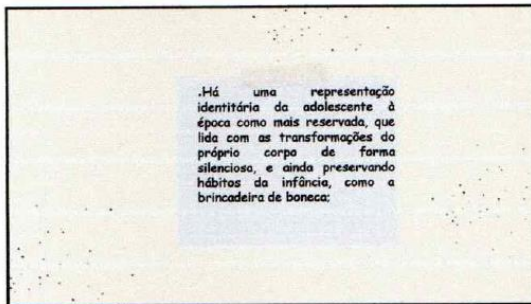 .Há uma representação
identitária da adolescente à
época como mais reservada, que
lida com as transformações do
próprio corpo de forma
silenciosa, e ainda preservando
hábitos da infância, como a
brincadeira de boneca;